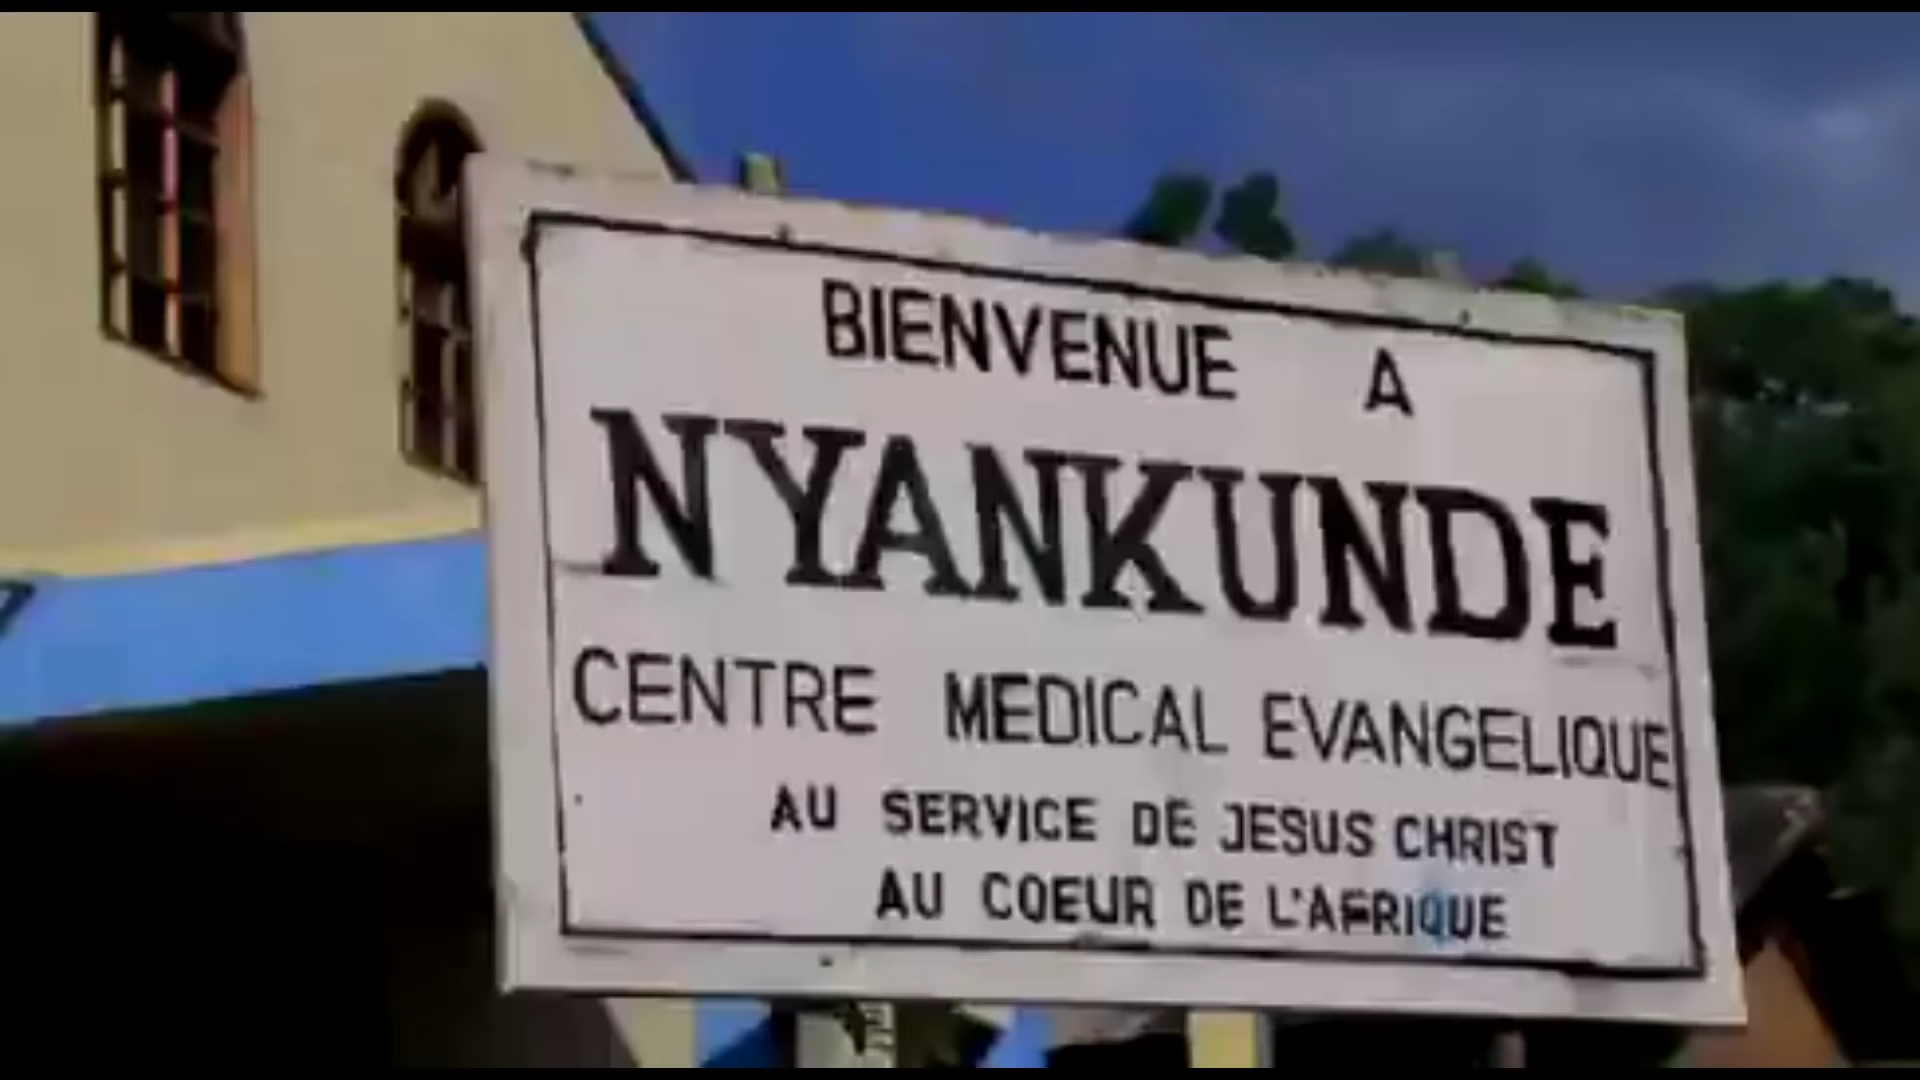 BIENVENUE A
NYANKUNDE
CENTRE MEDICAL EVANGELIQUE
AU SERVICE DE JESUS CHRIST
AU COEUR DE L'AFRIQUE